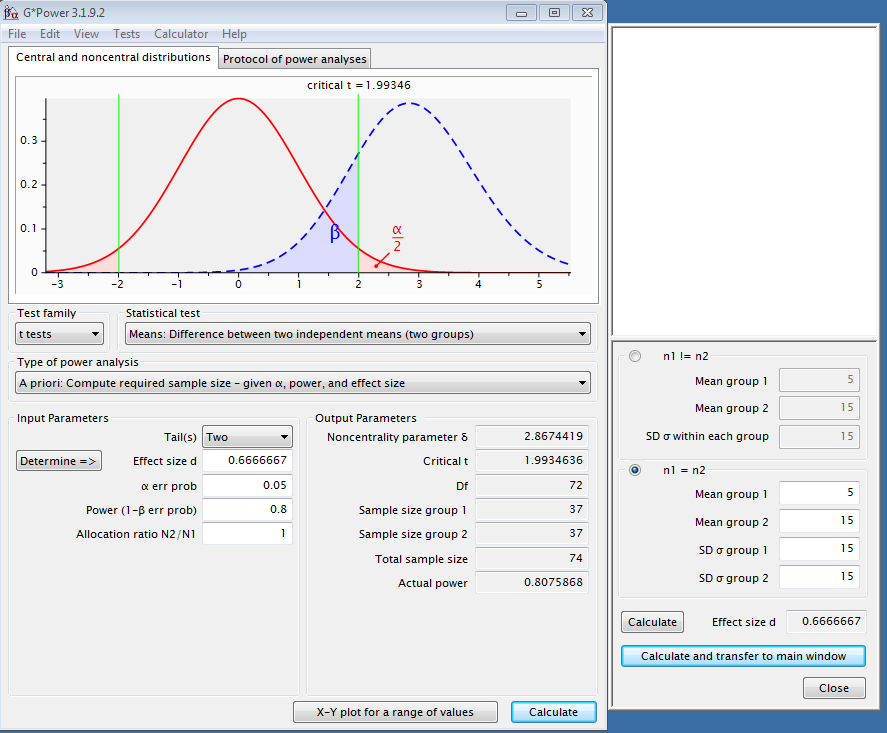 G*Power 3.1.9.2
File Edit View Tests Calculator Help
Central and noncentral distributions Protocol of power analyses
critical t = 1.99346
0.3
0.2
0.1
0
β
α
2
-3 -2 -1 0 1 2 3 4 5
Test family Statistical test
t tests Means: Difference between two independent means (two groups)
Type of power analysis
A priori: Compute required sample size - given α, power, and effect size
Input Parameters
Tail(s) Two
Determine => Effect size d 0.6666667
α err prob 0.05
Power (1-β err prob) 0.8
Allocation ratio N2/N1 1
Output Parameters
Noncentrality parameter δ 2.8674419
Critical t 1.9934636
Df 72
Sample size group 1 37
Sample size group 2 37
Total sample size 74
Actual power 0.8075868
X-Y plot for a range of values Calculate
n1 != n2
Mean group 1 5
Mean group 2 15
SD σ within each group 15
n1 = n2
Mean group 1 5
Mean group 2 15
SD σ group 1 15
SD σ group 2 15
Calculate Effect size d 0.6666667
Calculate and transfer to main window
Close